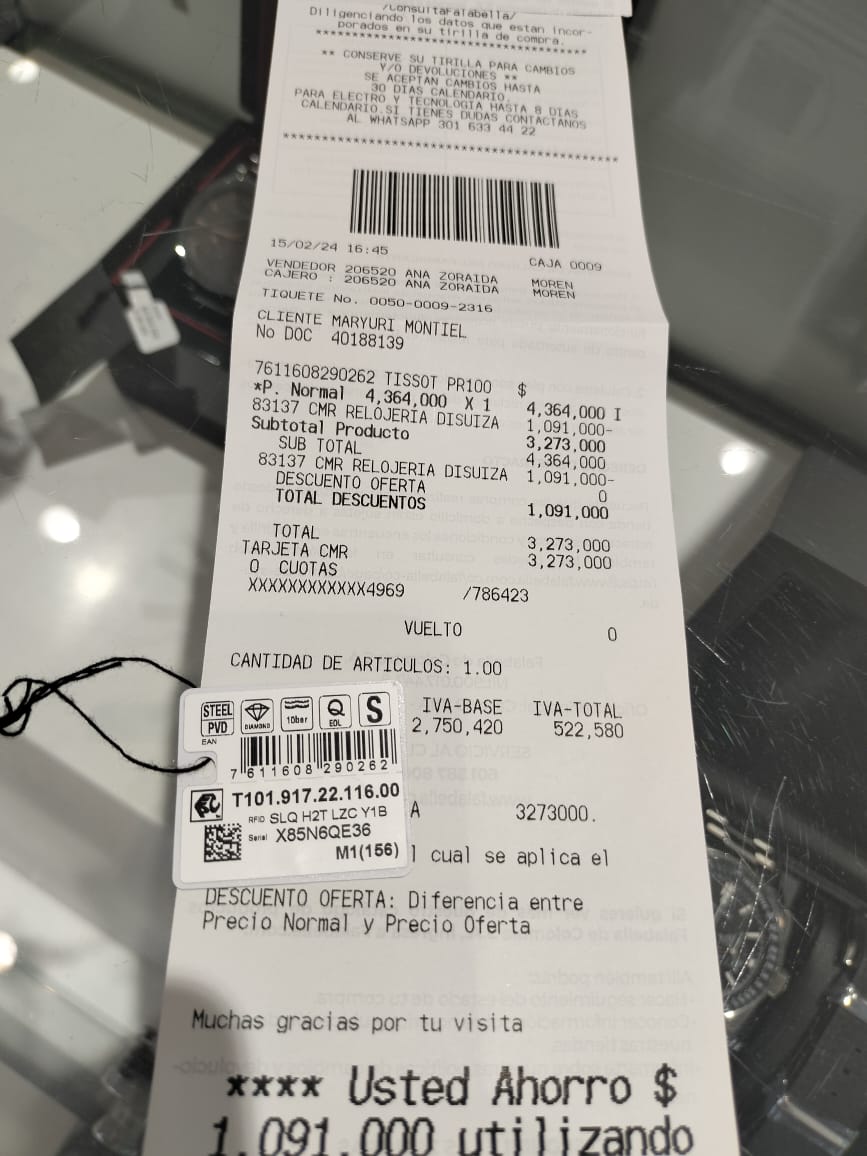 /ConsultaFalabella/
Diligenciando los datos que estan incor-
porados en su tirilla de compra.
****************************************
** CONSERVE SU TIRILLA PARA CAMBIOS
Y/O DEVOLUCIONES **
SE ACEPTAN CAMBIOS HASTA
30 DIAS CALENDARIO,
PARA ELECTRO Y TECNOLOGIA HASTA 8 DIAS
CALENDARIO.SI TIENES DUDAS CONTACTANOS
AL WHATSAPP 301 633 44 22
****************************************
15/02/24 16:45 CAJA 0009
VENDEDOR 206520 ANA ZORAIDA MOREN
CAJERO : 206520 ANA ZORAIDA MOREN
TIQUETE No. 0050-0009-2316
CLIENTE MARYURI MONTIEL
No DOC 40188139
7611608290262 TISSOT PR100 $
*P. Normal 4,364,000 X 1 4,364,000 I
83137 CMR RELOJERIA DISUIZA 1,091,000-
Subtotal Producto 3,273,000
SUB TOTAL 4,364,000
83137 CMR RELOJERIA DISUIZA 1,091,000-
DESCUENTO OFERTA 0
TOTAL DESCUENTOS 1,091,000
TOTAL 3,273,000
TARJETA CMR 3,273,000
0 CUOTAS
XXXXXXXXXXXX4969 /786423
VUELTO 0
CANTIDAD DE ARTICULOS: 1.00
IVA-BASE IVA-TOTAL
2,750,420 522,580
STEEL PVD DIAMOND 10bar Q EOL S
EAN
7 611608 290262
T101.917.22.116.00
RFID SLQ H2T LZC Y1B
Serial X85N6QE36
M1(156)
A 3273000.
l cual se aplica el
DESCUENTO OFERTA: Diferencia entre
Precio Normal y Precio Oferta
Muchas gracias por tu visita
**** Usted Ahorro $
1,091,000 utilizando